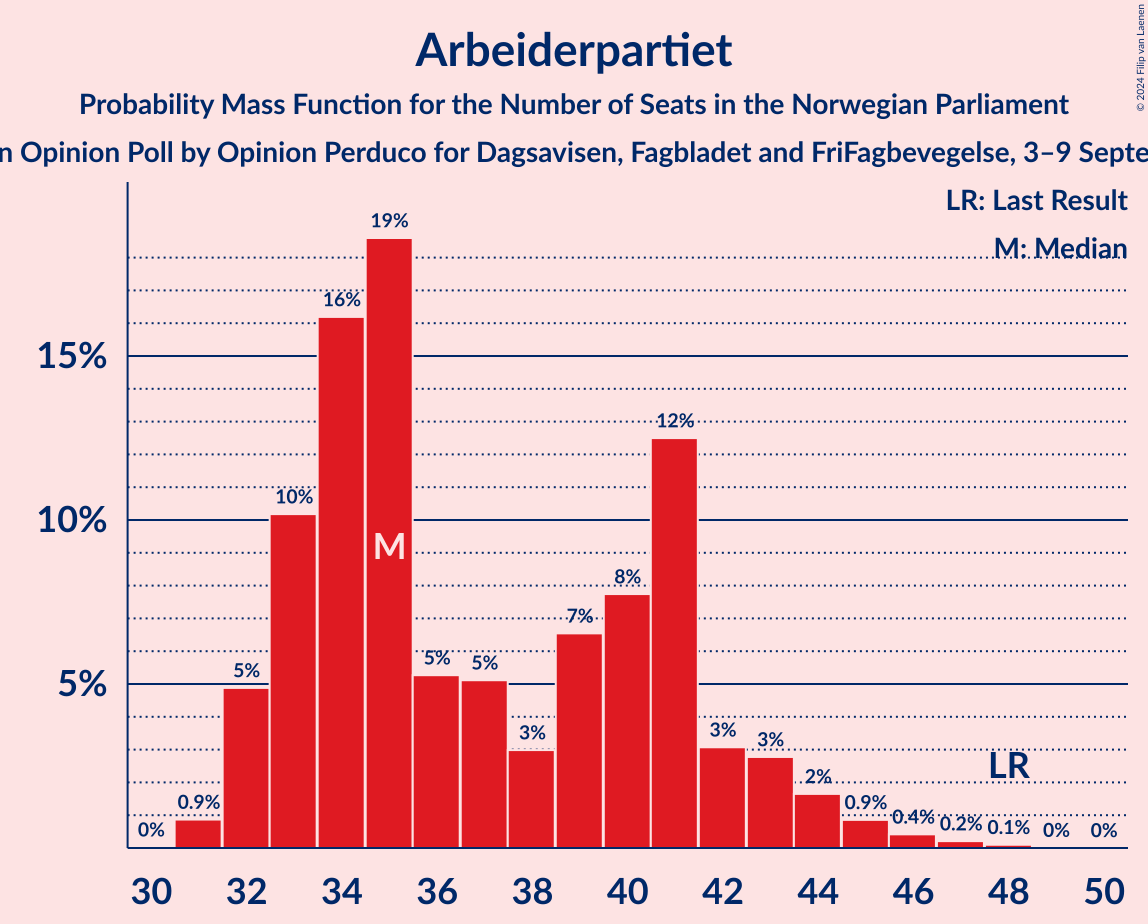 Arbeiderpartiet
Probability Mass Function for the Number of Seats in the Norwegian Parliament
n Opinion Poll by Opinion Perduco for Dagsavisen, Fagbladet and FriFagbevegelse, 3–9 Septe
© 2024 Filip van Laenen
LR: Last Result
M: Median
19%
16%
15%
12%
10%
10%
M
8%
7%
5%
5%
5%
5%
3%
3%
3%
LR
2%
0.9%
0.9%
0.4%
0.2%
0.1%
0%
0%
0%
30 32 34 36 38 40 42 44 46 48 50